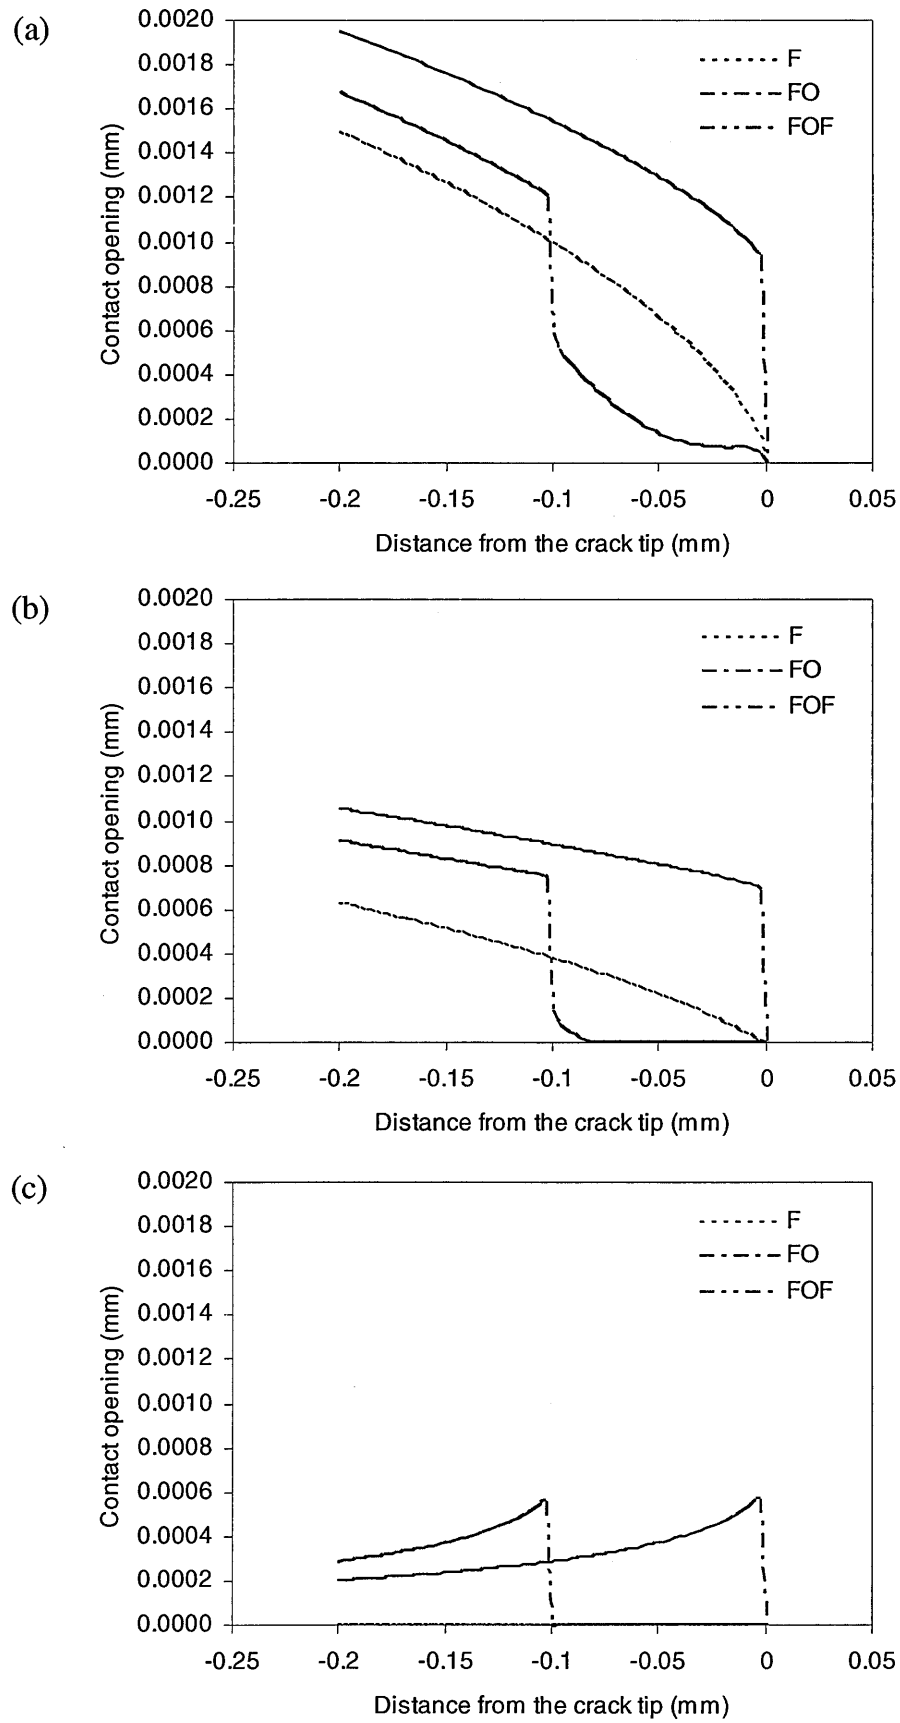 (a)
0.0020
0.0018
0.0016
0.0014
0.0012
0.0010
0.0008
0.0006
0.0004
0.0002
0.0000
Contact opening (mm)
F
FO
FOF
-0.25 -0.2 -0.15 -0.1 -0.05 0 0.05
Distance from the crack tip (mm)
(b)
0.0020
0.0018
0.0016
0.0014
0.0012
0.0010
0.0008
0.0006
0.0004
0.0002
0.0000
Contact opening (mm)
F
FO
FOF
-0.25 -0.2 -0.15 -0.1 -0.05 0 0.05
Distance from the crack tip (mm)
(c)
0.0020
0.0018
0.0016
0.0014
0.0012
0.0010
0.0008
0.0006
0.0004
0.0002
0.0000
Contact opening (mm)
F
FO
FOF
-0.25 -0.2 -0.15 -0.1 -0.05 0 0.05
Distance from the crack tip (mm)